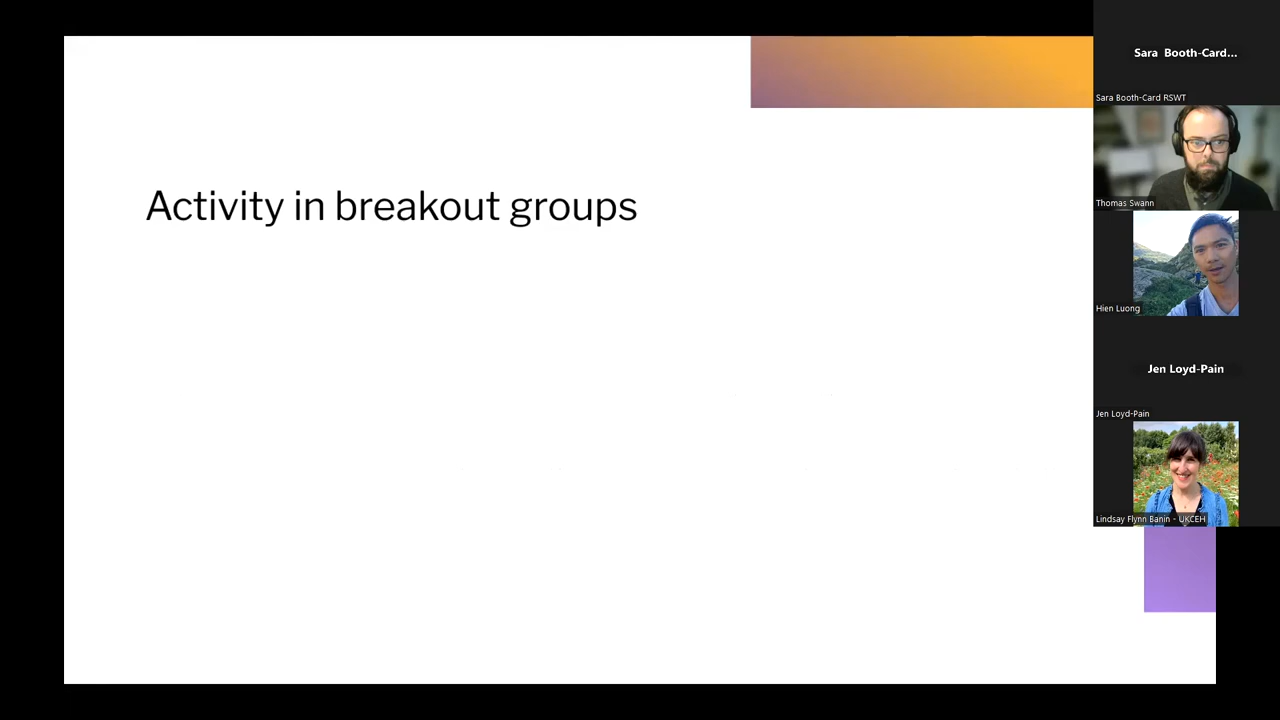 Activity in breakout groups
Sara Booth-Card...
Sara Booth-Card RSWT
Thomas Swann
Hien Luong
Jen Loyd-Pain
Jen Loyd-Pain
Lindsay Flynn Banin - UKCEH